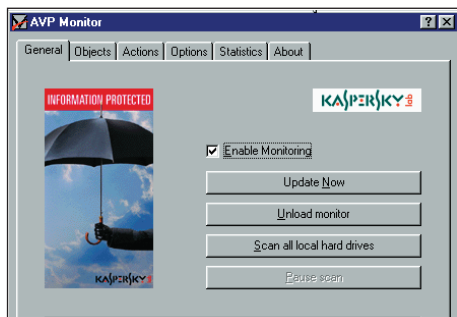 AVP Monitor
General Objects Actions Options Statistics About
INFORMATION PROTECTED
KASPERSKY lab
Enable Monitoring
Update Now
Unload monitor
Scan all local hard drives
Pause scan
KASPERSKY